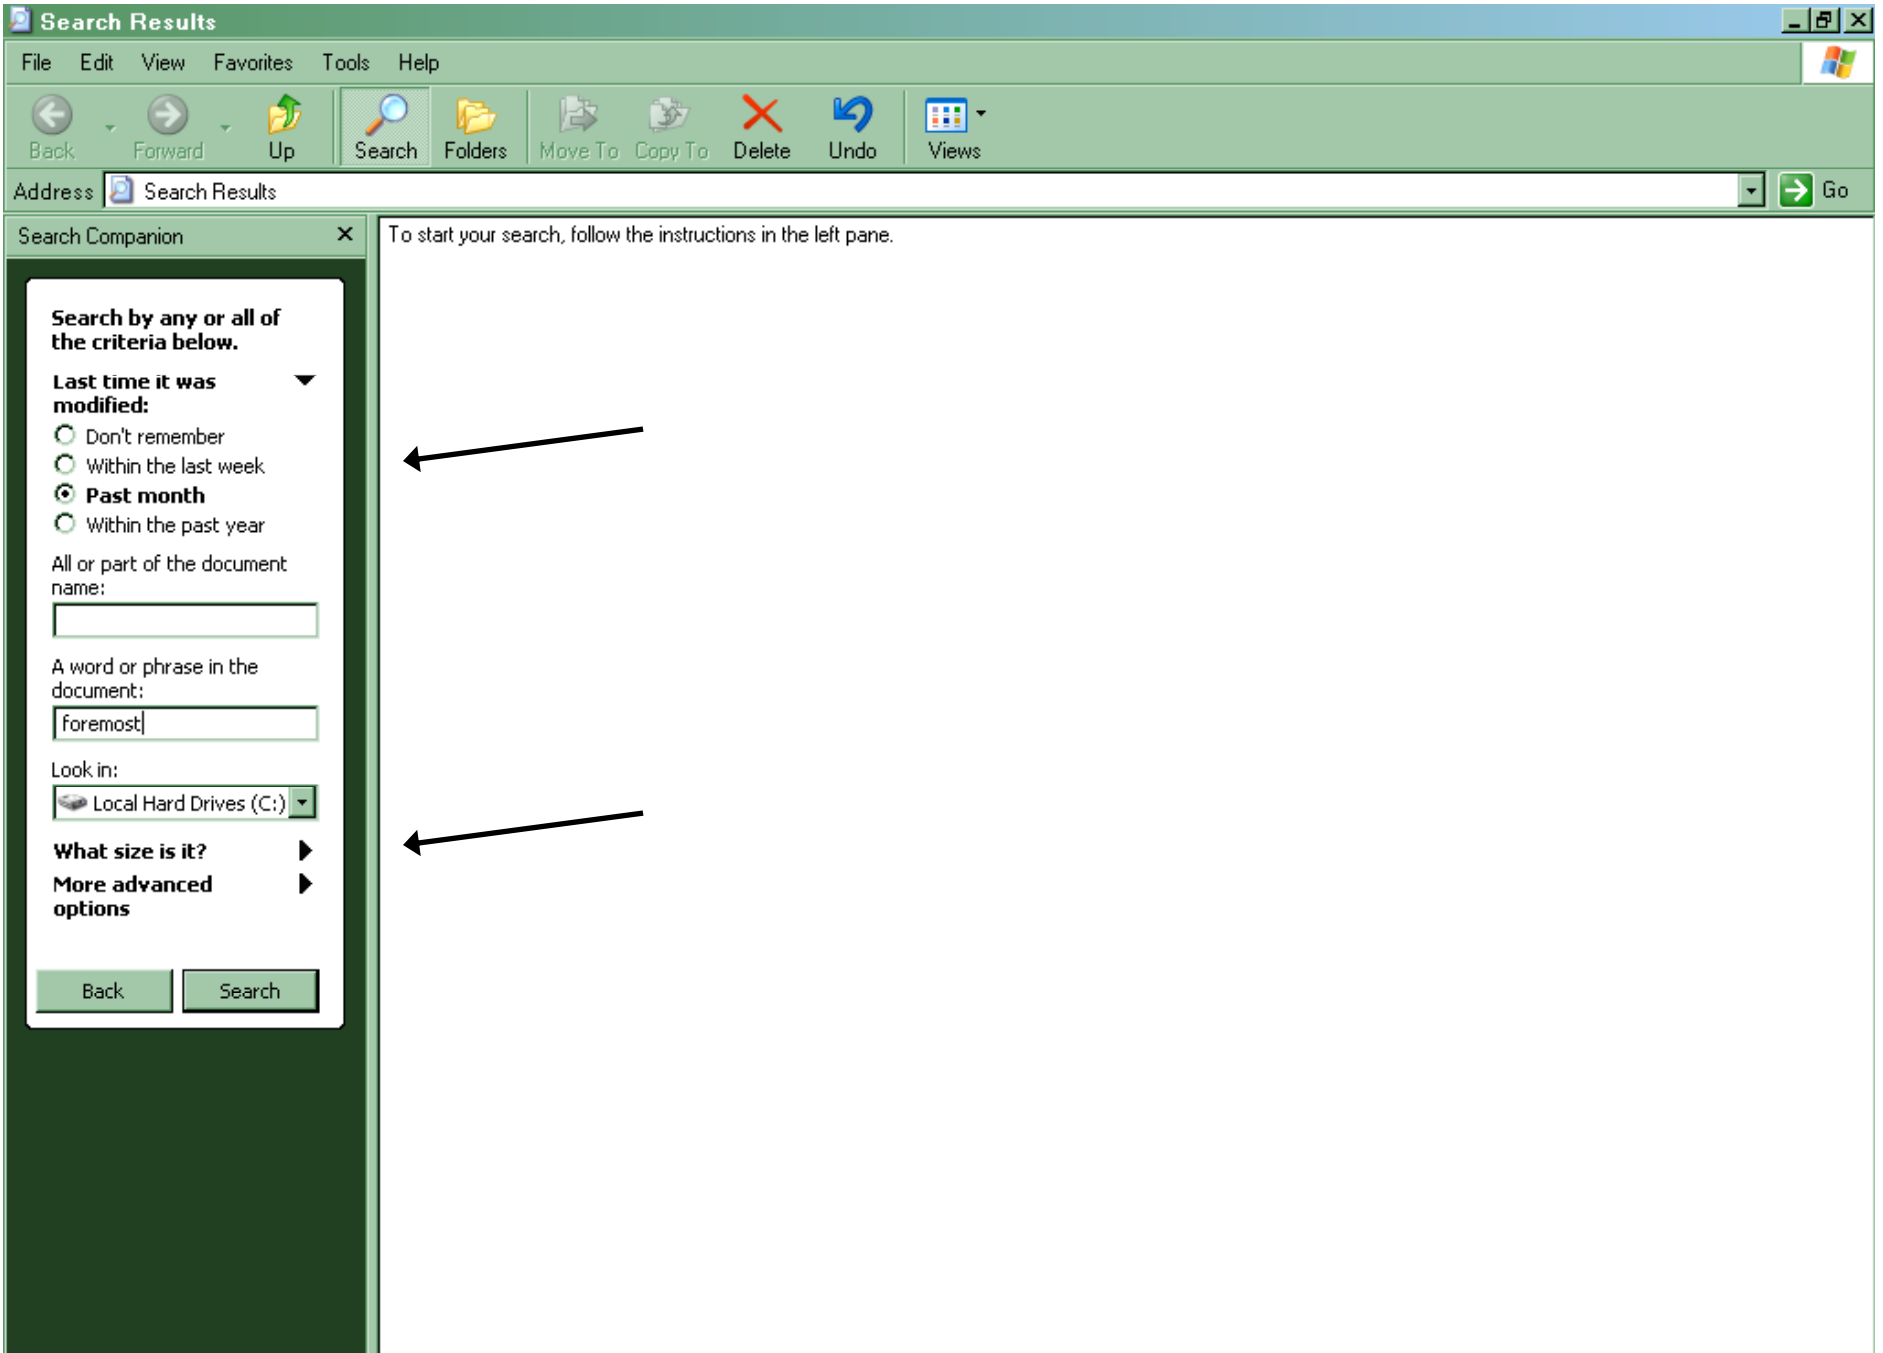 Search Results
File Edit View Favorites Tools Help
Back Forward Up Search Folders Move To Copy To Delete Undo Views
Address Search Results Go
Search Companion
To start your search, follow the instructions in the left pane.
Search by any or all of
the criteria below.
Last time it was
modified:
Don't remember
Within the last week
Past month
Within the past year
All or part of the document
name:
A word or phrase in the
document:
foremost
Look in:
Local Hard Drives (C:)
What size is it?
More advanced
options
Back Search